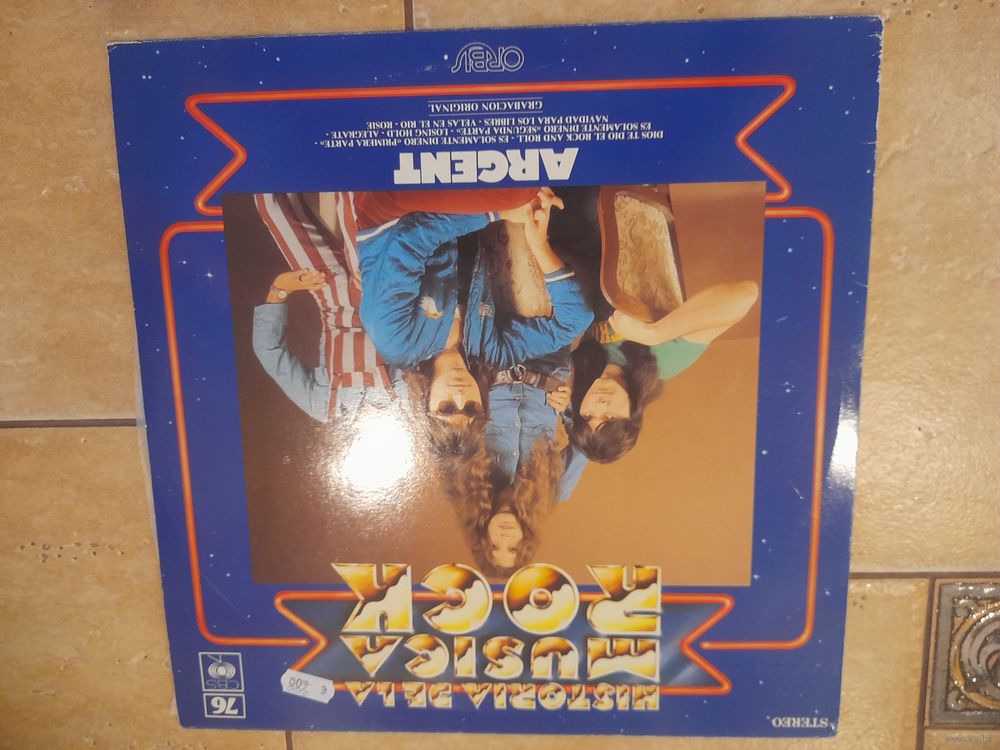 STEREO
76
CBS
HISTORIA DE LA
MUSICA
ROCK
ARGENT
DIOS TE DIO EL ROCK AND ROLL - ES SOLAMENTE DINERO «PRIMERA PARTE» -
ES SOLAMENTE DINERO «SEGUNDA PARTE» - LOSING HOLD - ALEGRATE -
NAVIDAD PARA LOS LIBRES - VELAS EN EL RIO - ROSIE
GRABACION ORIGINAL
ORBIS